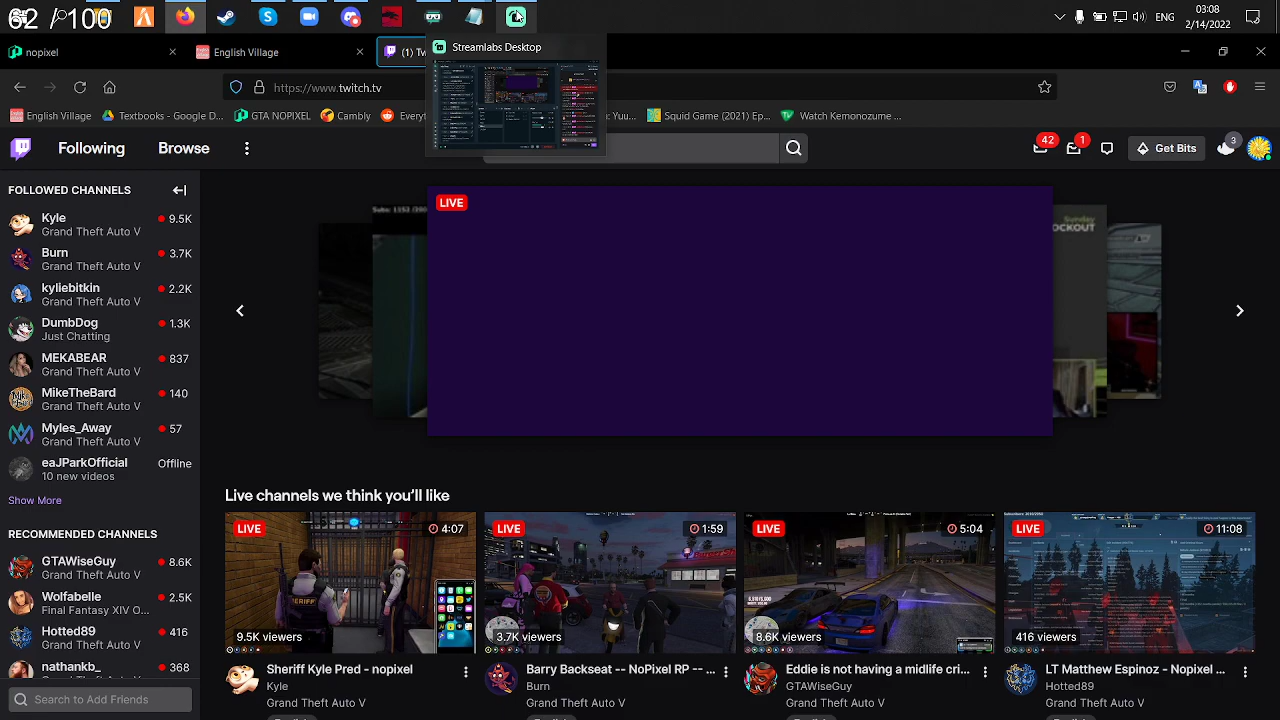 62 / 100
ENG
03:08
2/14/2022
Streamlabs Desktop
nopixel
English Village
(1) Tw
https://www.twitch.tv
English Village
Textbooks - Google D...
GTA NOPIX
Cambly
Everyt
Yuu...
Squid Game (2021) Ep...
Watch Kemonozume ...
Following
Browse
42
1
Get Bits
3
FOLLOWED CHANNELS
Kyle
9.5K
Grand Theft Auto V
Burn
3.7K
Grand Theft Auto V
kyliebitkin
2.2K
Grand Theft Auto V
DumbDog
1.3K
Just Chatting
MEKABEAR
837
Grand Theft Auto V
MikeTheBard
140
Grand Theft Auto V
Myles_Away
57
Grand Theft Auto V
eaJParkOfficial
Offline
10 new videos
Show More
RECOMMENDED CHANNELS
GTAWiseGuy
8.6K
Grand Theft Auto V
Wolfabelle
2.5K
Final Fantasy XIV O...
Hotted89
416
Grand Theft Auto V
nathankb_
368
Search to Add Friends
LIVE
Sunday
OCKOUT
Live channels we think you'll like
LIVE
4:07
SHERIFF
9.5K viewers
Sheriff Kyle Pred - nopixel
Kyle
Grand Theft Auto V
LIVE
1:59
3.7K viewers
Barry Backseat -- NoPixel RP -- ...
Burn
Grand Theft Auto V
LIVE
5:04
8.6K viewers
Eddie is not having a midlife cri...
GTAWiseGuy
Grand Theft Auto V
LIVE
11:08
416 viewers
LT Matthew Espinoz - Nopixel ...
Hotted89
Grand Theft Auto V